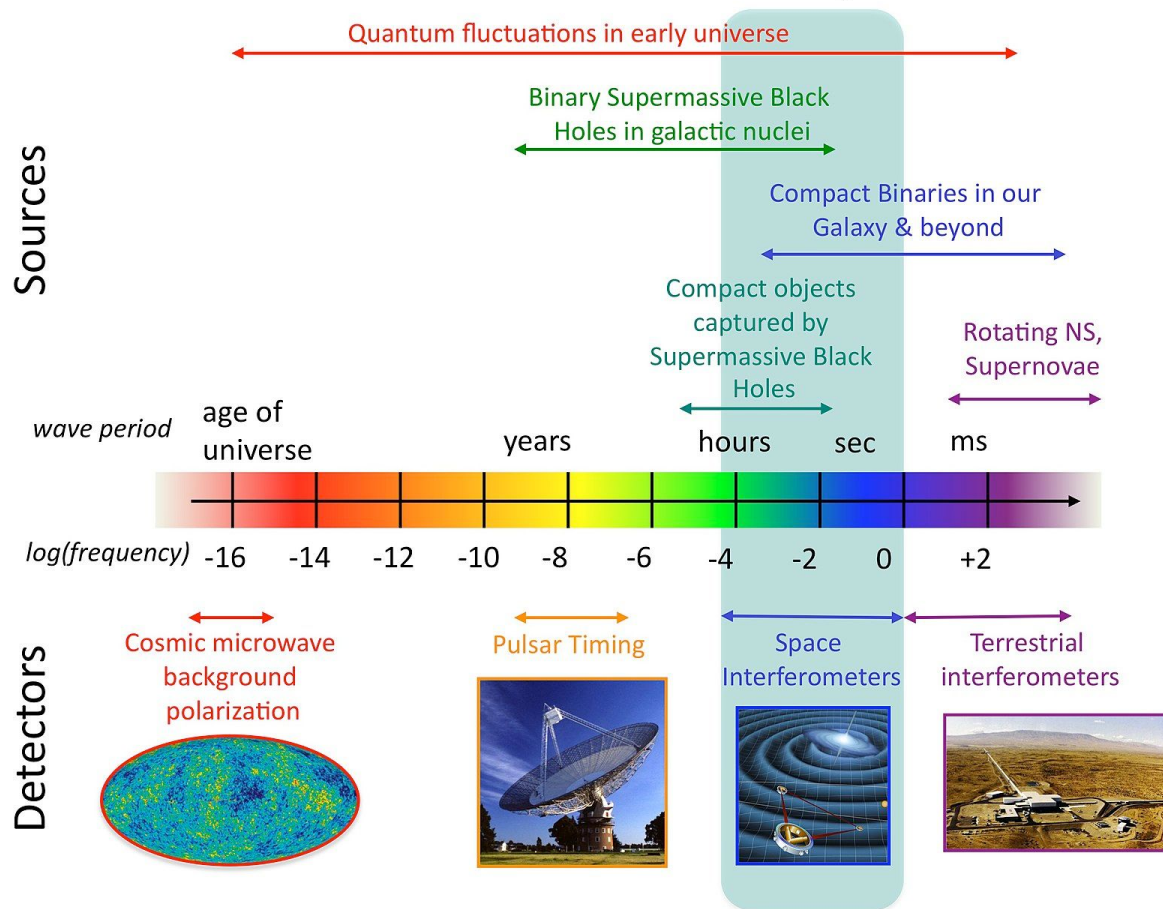 Sources
Quantum fluctuations in early universe
Binary Supermassive Black
Holes in galactic nuclei
Compact Binaries in our
Galaxy & beyond
Compact objects
captured by
Supermassive Black
Holes
Rotating NS,
Supernovae
wave period
age of
universe
years
hours
sec
ms
log(frequency)
-16
-14
-12
-10
-8
-6
-4
-2
0
+2
Detectors
Cosmic microwave
background
polarization
Pulsar Timing
Space
Interferometers
Terrestrial
interferometers